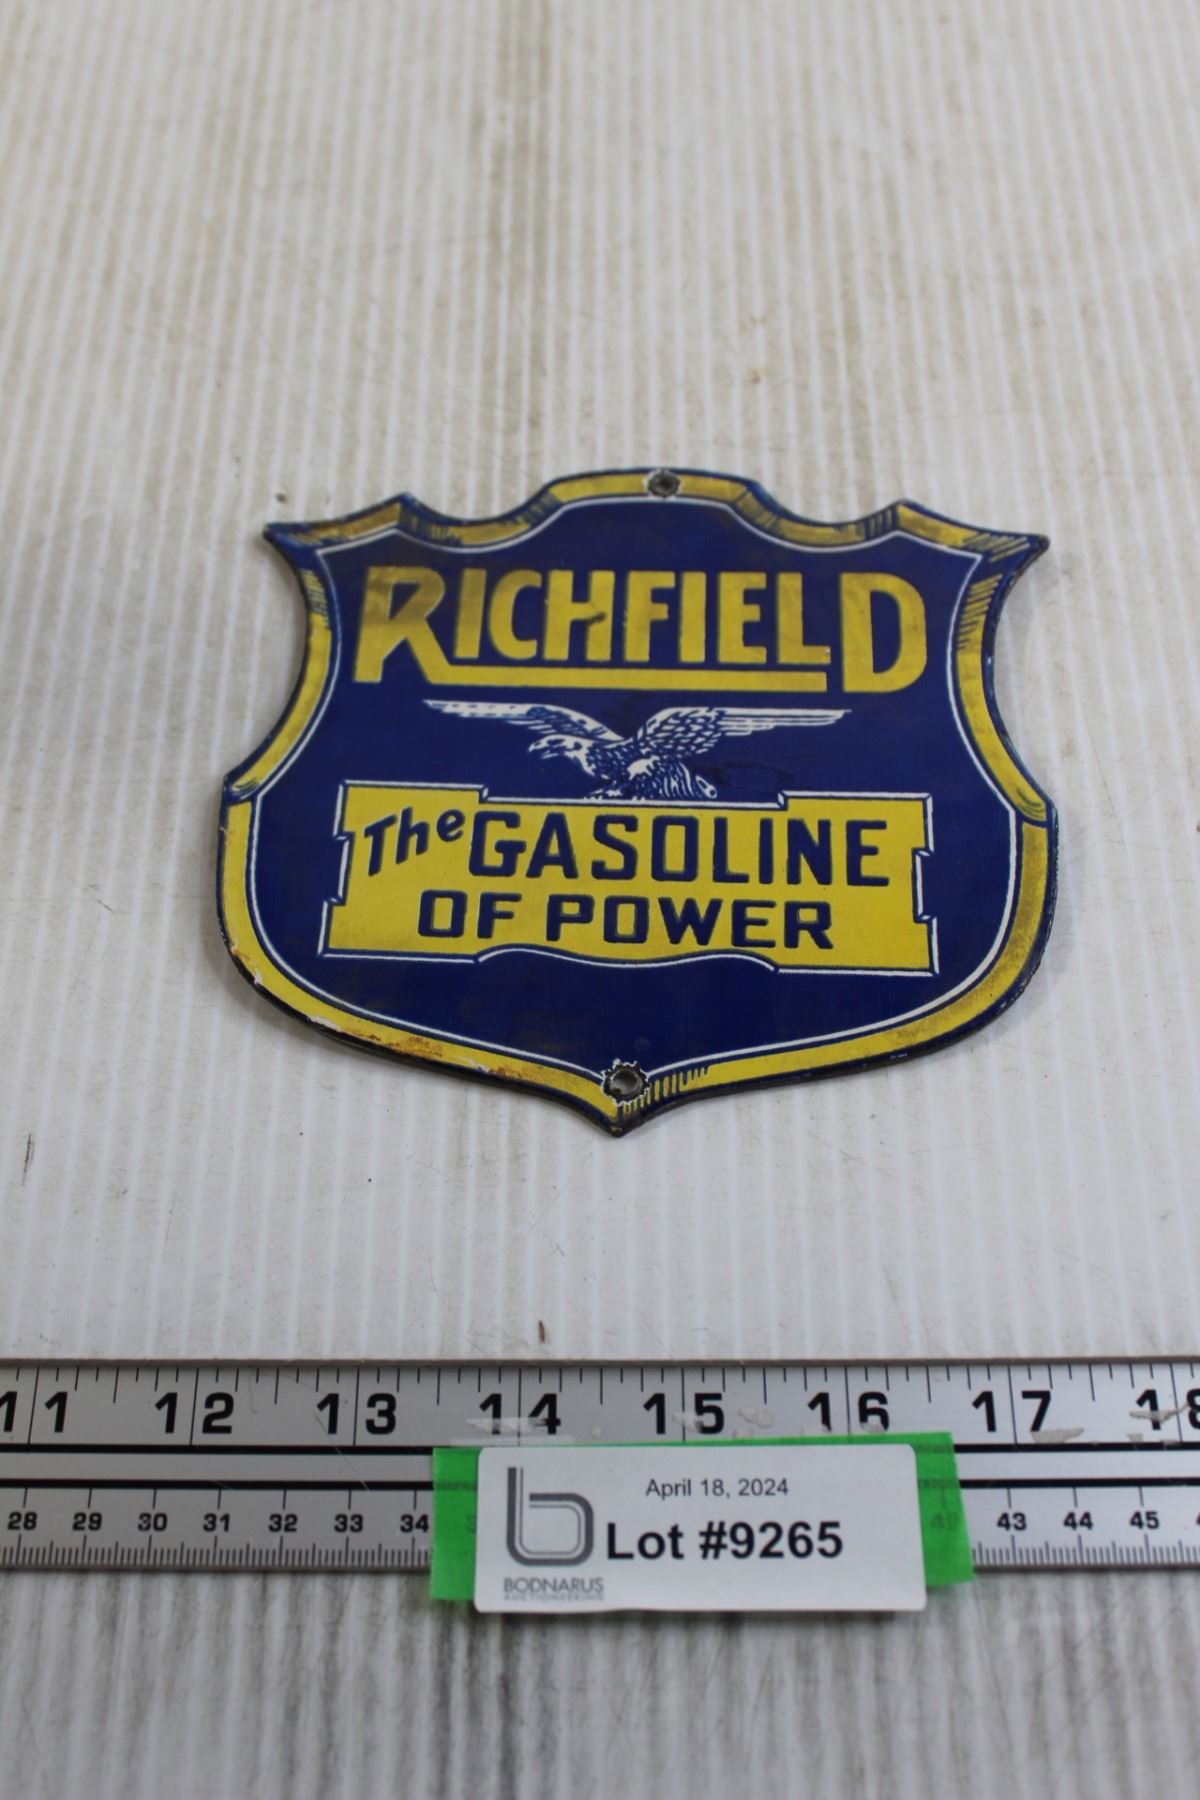 RICHFIELD
The GASOLINE
OF POWER
11 12 13 14 15 16 17 18
28 29 30 31 32 33 34 43 44 45
April 18, 2024
Lot #9265
BODNARUS
AUCTIONEERING